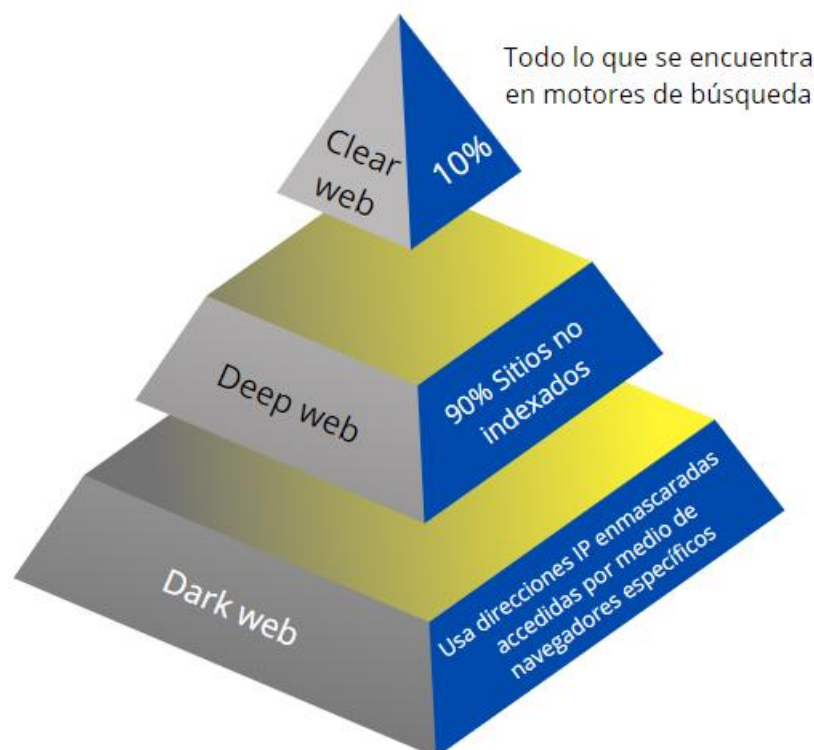 Todo lo que se encuentra
en motores de búsqueda
Clear
web
10%
Deep web
90% Sitios no
indexados
Dark web
Usa direcciones IP enmascaradas
accedidas por medio de
navegadores específicos